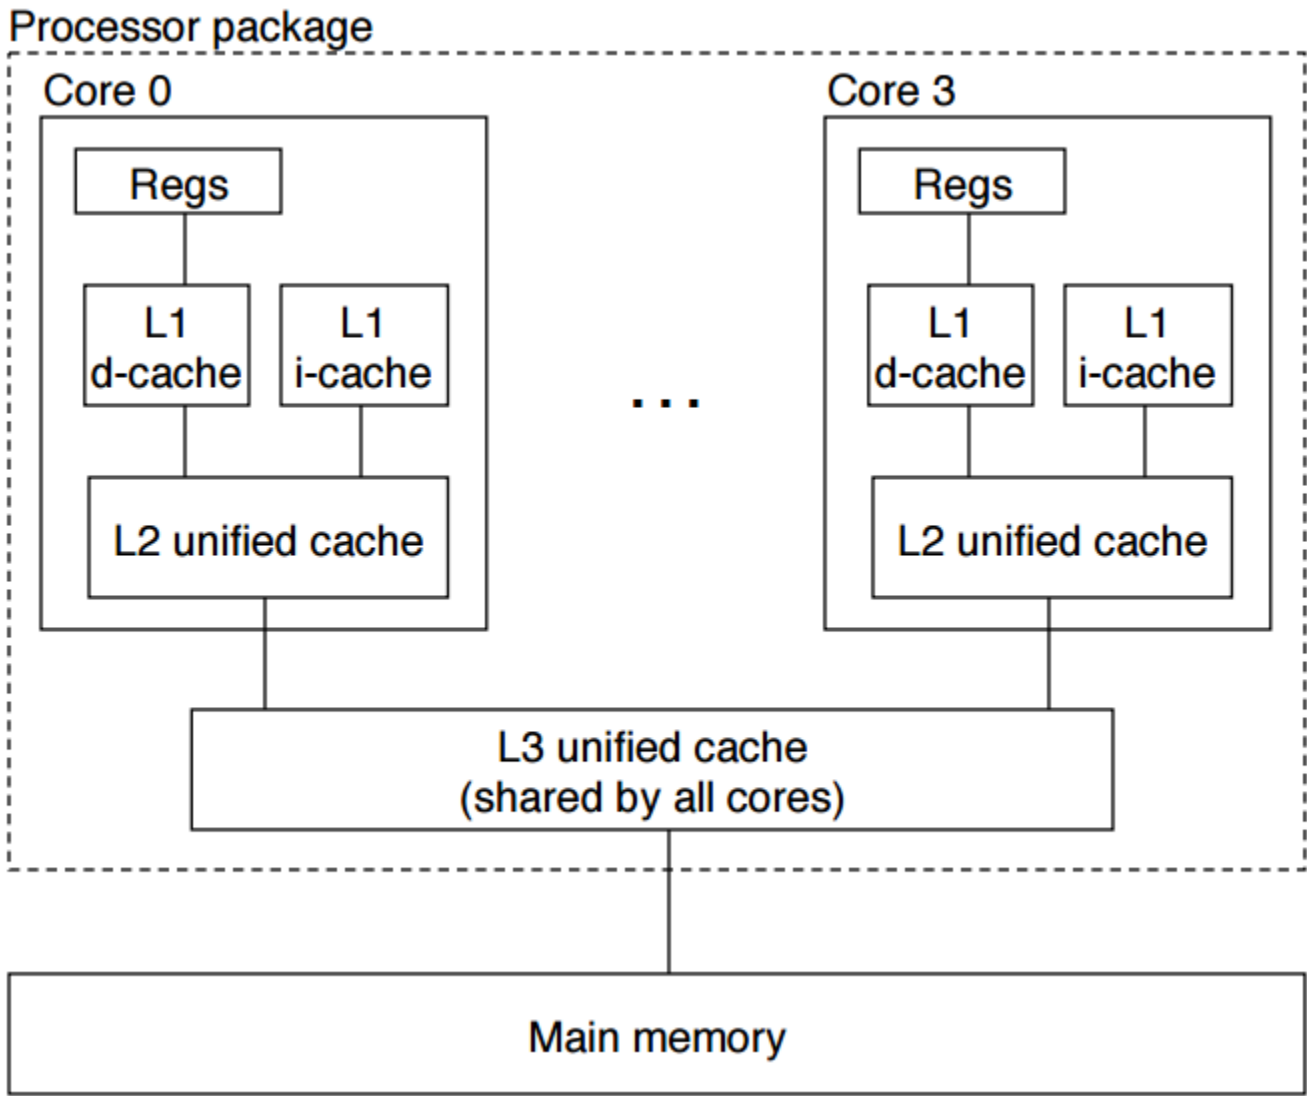 Processor package
Core 0
Regs
L1
d-cache
L1
i-cache
L2 unified cache
...
Core 3
Regs
L1
d-cache
L1
i-cache
L2 unified cache
L3 unified cache
(shared by all cores)
Main memory